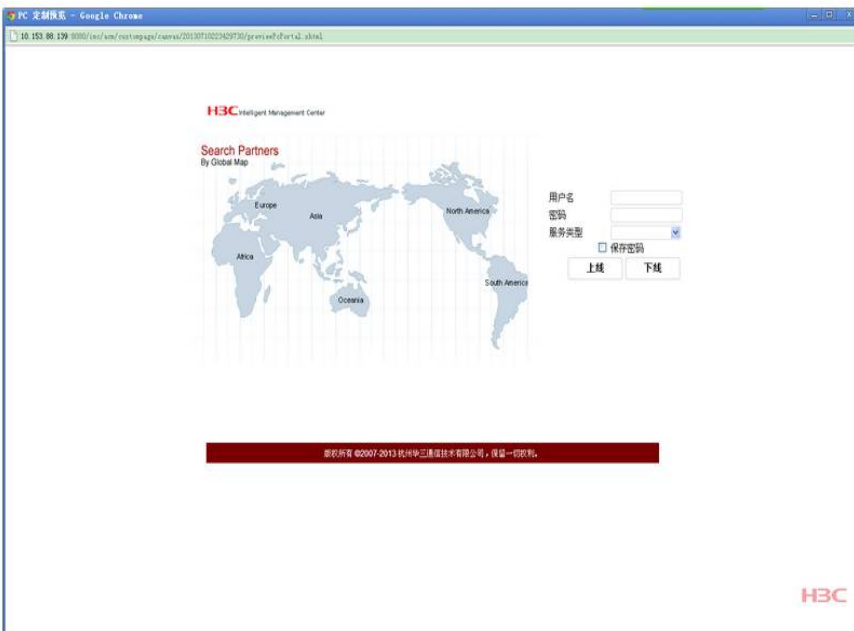 PC 定制预览 - Google Chrome
10.153.88.139:8080/imc/acm/custompage/canvas/20130710223429730/previewPcPortal.xhtml
H3C Intelligent Management Center
Search Partners
By Global Map
Europe
Asia
North America
Africa
South America
Oceania
用户名
密码
服务类型
保存密码
上线 下线
版权所有 ©2007-2013 杭州华三通信技术有限公司，保留一切权利。
H3C